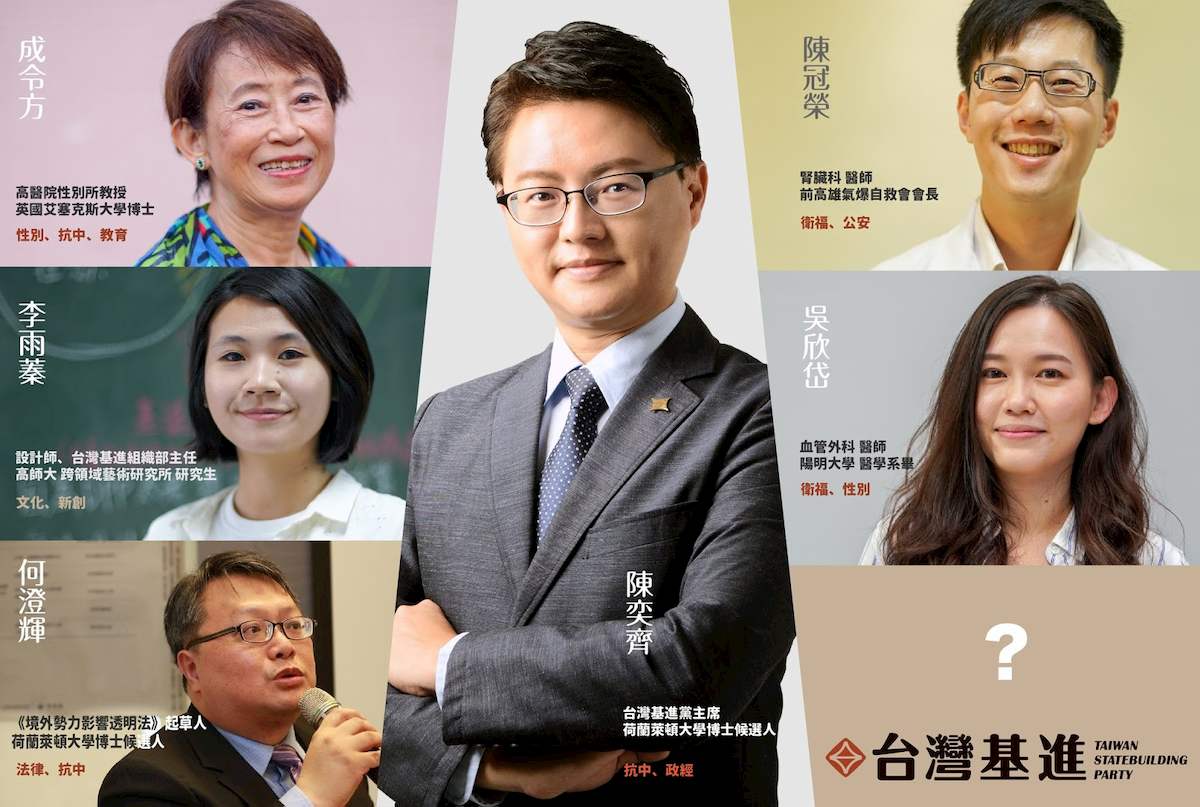 成令方
高醫院性別所教授
英國艾塞克斯大學博士
性別、抗中、教育
李雨蓁
設計師、台灣基進組織部主任
高師大 跨領域藝術研究所 研究生
文化、新創
何澄輝
《境外勢力影響透明法》起草人
荷蘭萊頓大學博士候選人
法律、抗中
陳奕齊
台灣基進黨主席
荷蘭萊頓大學博士候選人
抗中、政經
陳冠榮
腎臟科 醫師
前高雄氣爆自救會會長
衛福、公安
吳欣岱
血管外科 醫師
陽明大學 醫學系畢
衛福、性別
?
台灣基進
TAIWAN
STATEBUILDING
PARTY